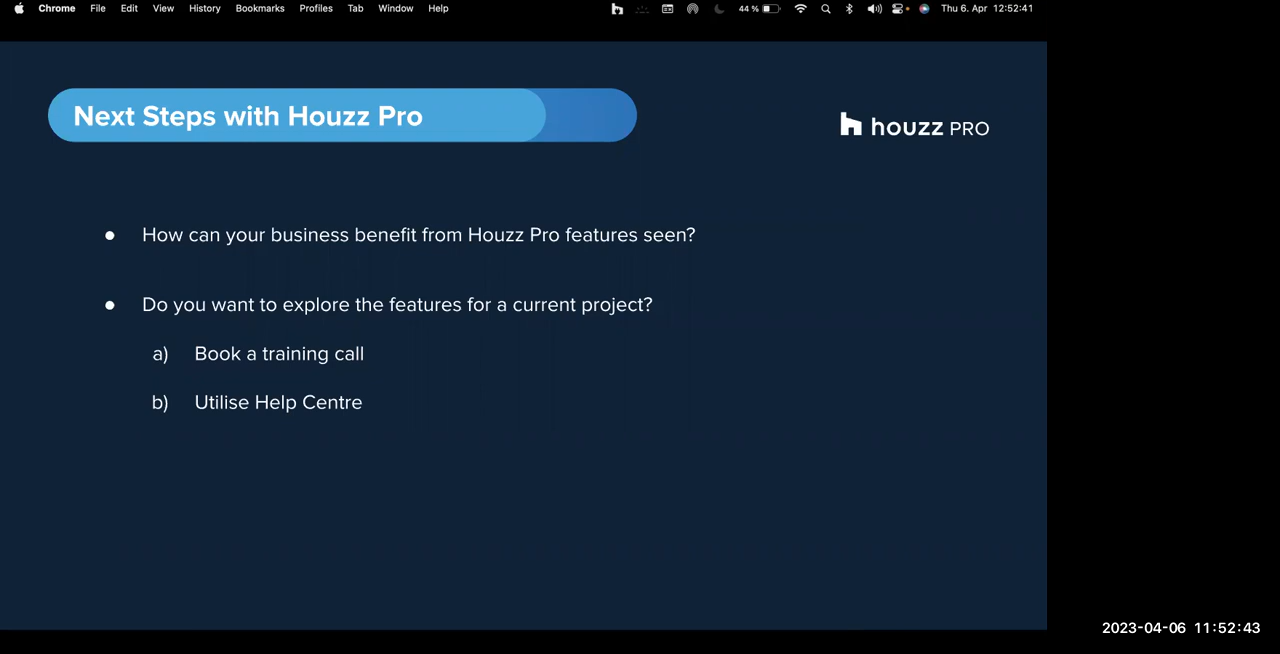 Chrome File Edit View History Bookmarks Profiles Tab Window Help 44 % Thu 6. Apr 12:52:41
Next Steps with Houzz Pro
houzz PRO
● How can your business benefit from Houzz Pro features seen?
● Do you want to explore the features for a current project?
a) Book a training call
b) Utilise Help Centre
2023-04-06 11:52:43